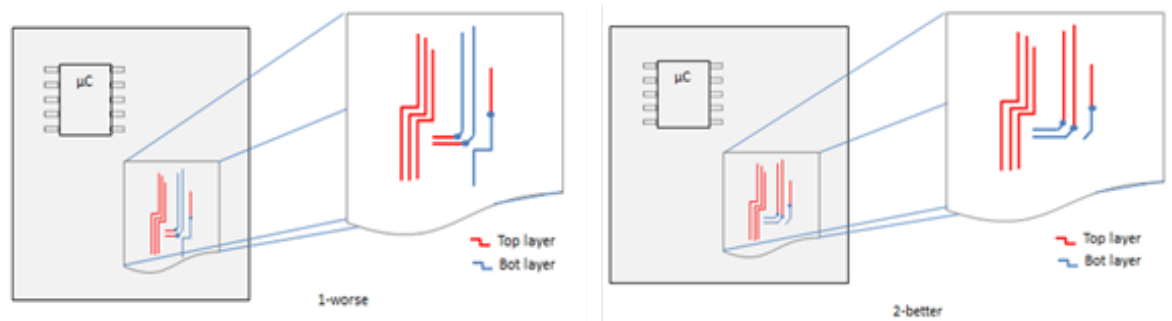 µC
Top layer
Bot layer
1-worse
µC
Top layer
Bot layer
2-better